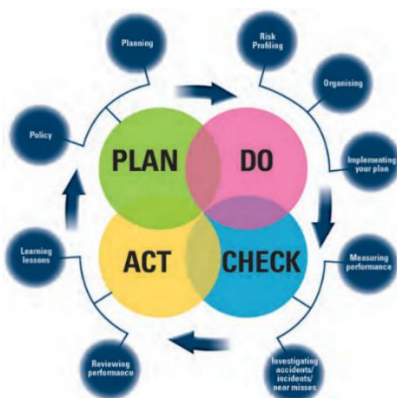 Planning
Risk
Profiling
Organising
Policy
PLAN
DO
Implementing
your plan
Learning
lessons
ACT
CHECK
Measuring
performance
Reviewing
performance
Investigating
accidents/
incidents/
near misses